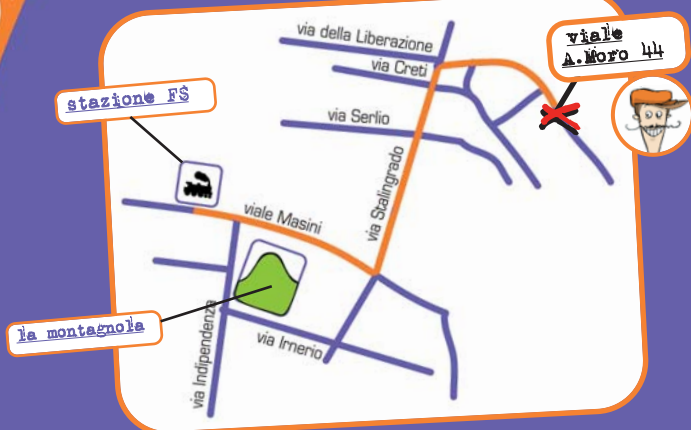 viale
A.Moro 44
via della Liberazione
via Creti
stazione FS
via Serlio
via Stalingrado
viale Masini
la montagnola
via Indipendenza
via Irnerio